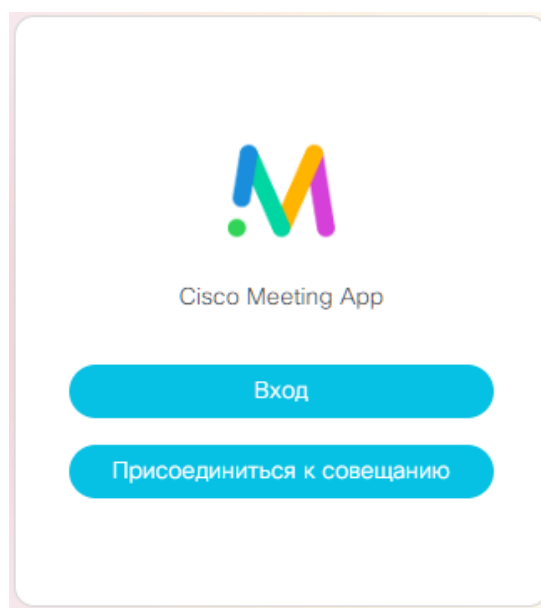 Cisco Meeting App
Вход
Присоединиться к совещанию